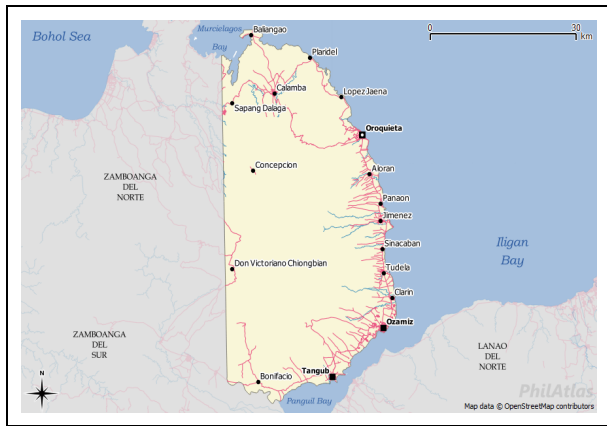 Bohol Sea
Murcielagos
Bay
Baliangao
0
30
km
Plaridel
Calamba
Lopez Jaena
Sapang Dalaga
Oroquieta
Concepcion
Aloran
ZAMBOANGA
DEL
NORTE
Panaon
Jimenez
Sinacaban
Iligan
Bay
Don Victoriano Chiongbian
Tudela
Clarin
Ozamiz
ZAMBOANGA
DEL
SUR
LANAO
DEL
NORTE
Tangub
Bonifacio
N
Panguil Bay
PhilAtlas
Map data © OpenStreetMap contributors